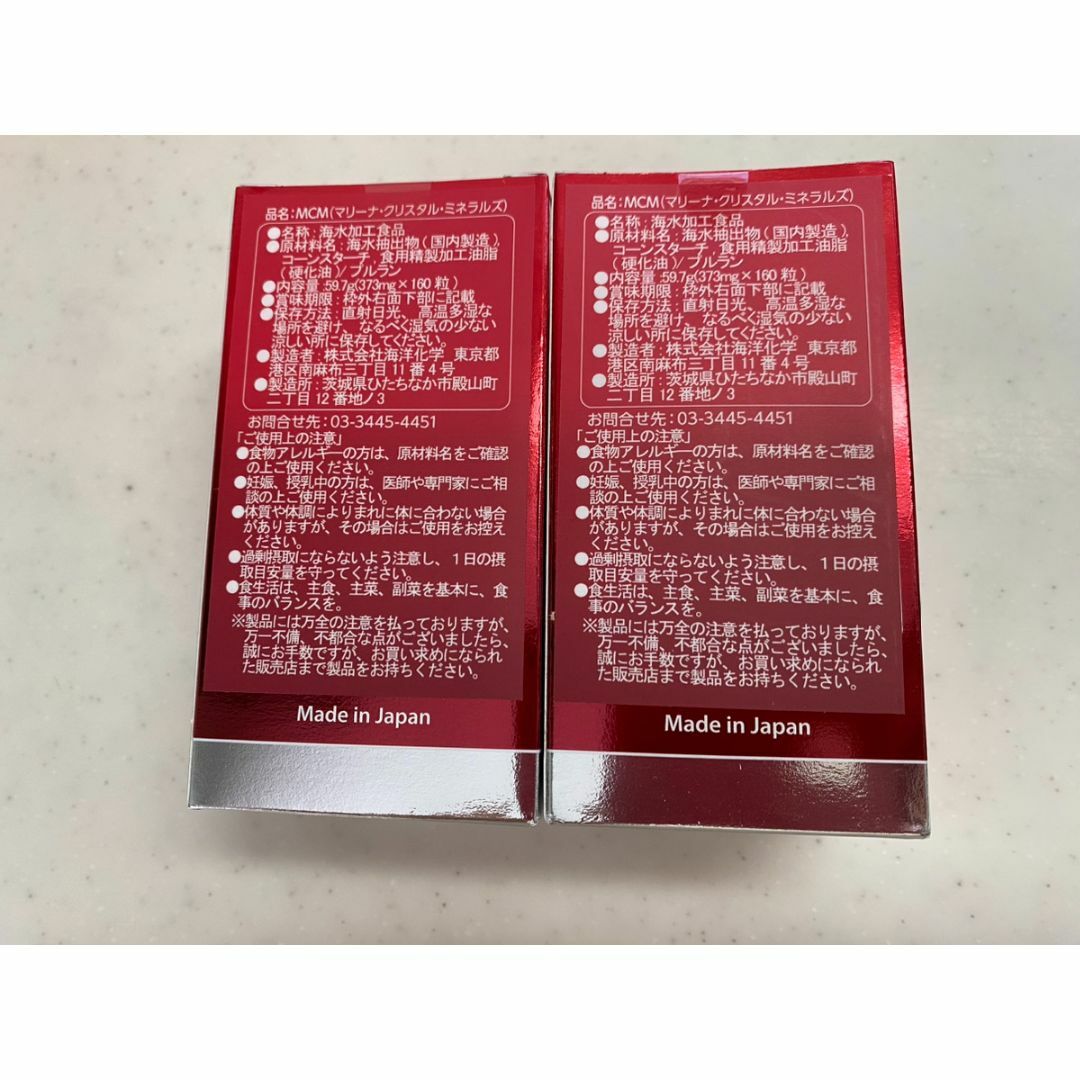 品名：MCM（マリーナ・クリスタル・ミネラルズ）
●名称：海水加工食品
●原材料名：海水抽出物（国内製造）、
コーンスターチ、食用精製加工油脂
（硬化油）/ プルラン
●内容量：59.7g(373mg×160粒）
●賞味期限：枠外右面下部に記載
●保存方法：直射日光、高温多湿な
場所を避け、なるべく湿気の少ない
涼しい所に保存してください。
●製造者：株式会社海洋化学　東京都
港区南麻布三丁目11番4号
●製造所：茨城県ひたちなか市殿山町
二丁目12番地ノ3
お問合せ先：03-3445-4451
「ご使用上の注意」
●食物アレルギーの方は、原材料名をご確認
の上ご使用ください。
●妊娠、授乳中の方は、医師や専門家にご相
談の上ご使用ください。
●体質や体調によりまれに体に合わない場合
がありますが、その場合はご使用をお控え
ください。
●過剰摂取にならないよう注意し、1日の摂
取目安量を守ってください。
●食生活は、主食、主菜、副菜を基本に、食
事のバランスを。
※製品には万全の注意を払っておりますが、
万一不備、不都合な点がございましたら、
誠にお手数ですが、お買い求めになられ
た販売店まで製品をお持ちください。
Made in Japan
品名：MCM（マリーナ・クリスタル・ミネラルズ）
●名称：海水加工食品
●原材料名：海水抽出物（国内製造）、
コーンスターチ、食用精製加工油脂
（硬化油）/ プルラン
●内容量：59.7g(373mg×160粒）
●賞味期限：枠外右面下部に記載
●保存方法：直射日光、高温多湿な
場所を避け、なるべく湿気の少ない
涼しい所に保存してください。
●製造者：株式会社海洋化学　東京都
港区南麻布三丁目11番4号
●製造所：茨城県ひたちなか市殿山町
二丁目12番地ノ3
お問合せ先：03-3445-4451
「ご使用上の注意」
●食物アレルギーの方は、原材料名をご確認
の上ご使用ください。
●妊娠、授乳中の方は、医師や専門家にご相
談の上ご使用ください。
●体質や体調によりまれに体に合わない場合
がありますが、その場合はご使用をお控え
ください。
●過剰摂取にならないよう注意し、1日の摂
取目安量を守ってください。
●食生活は、主食、主菜、副菜を基本に、食
事のバランスを。
※製品には万全の注意を払っておりますが、
万一不備、不都合な点がございましたら、
誠にお手数ですが、お買い求めになられ
た販売店まで製品をお持ちください。
Made in Japan